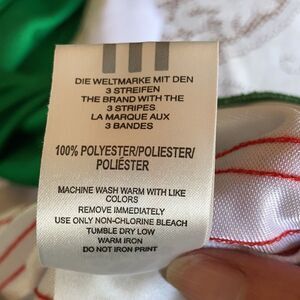 DIE WELTMARKE MIT DEN
3 STREIFEN
THE BRAND WITH THE
3 STRIPES
LA MARQUE AUX
3 BANDES
100% POLYESTER/POLIESTER/
POLIÉSTER
MACHINE WASH WARM WITH LIKE
COLORS
REMOVE IMMEDIATELY
USE ONLY NON-CHLORINE BLEACH
TUMBLE DRY LOW
WARM IRON
DO NOT IRON PRINT